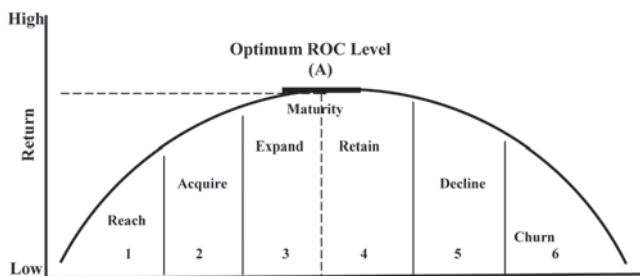 High
Optimum ROC Level
(A)
Maturity
Return
Expand
Retain
Acquire
Decline
Reach
Churn
1
2
3
4
5
6
Low